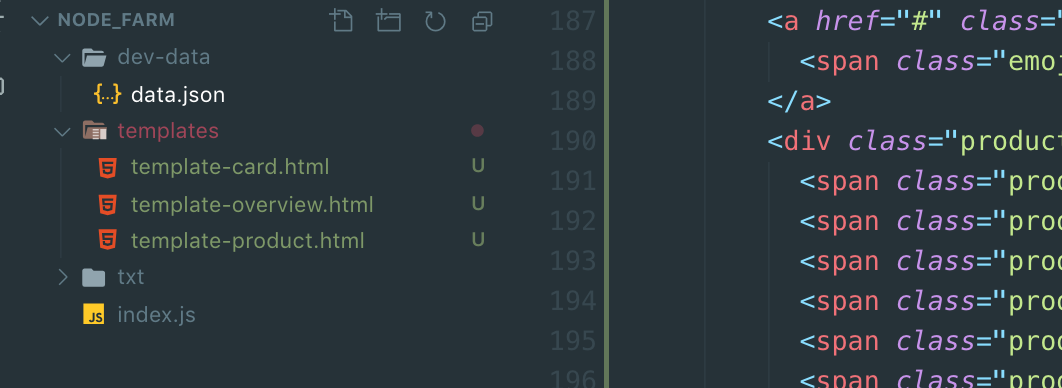 NODE_FARM
dev-data
{..} data.json
templates
template-card.html U
template-overview.html U
template-product.html U
txt
JS index.js
187 <a href="#" class="
188 <span class="emoj
189 </a>
190 <div class="product
191 <span class="prod
192 <span class="prod
193 <span class="prod
194 <span class="prod
195 <span class="prod
196 <span class="prod